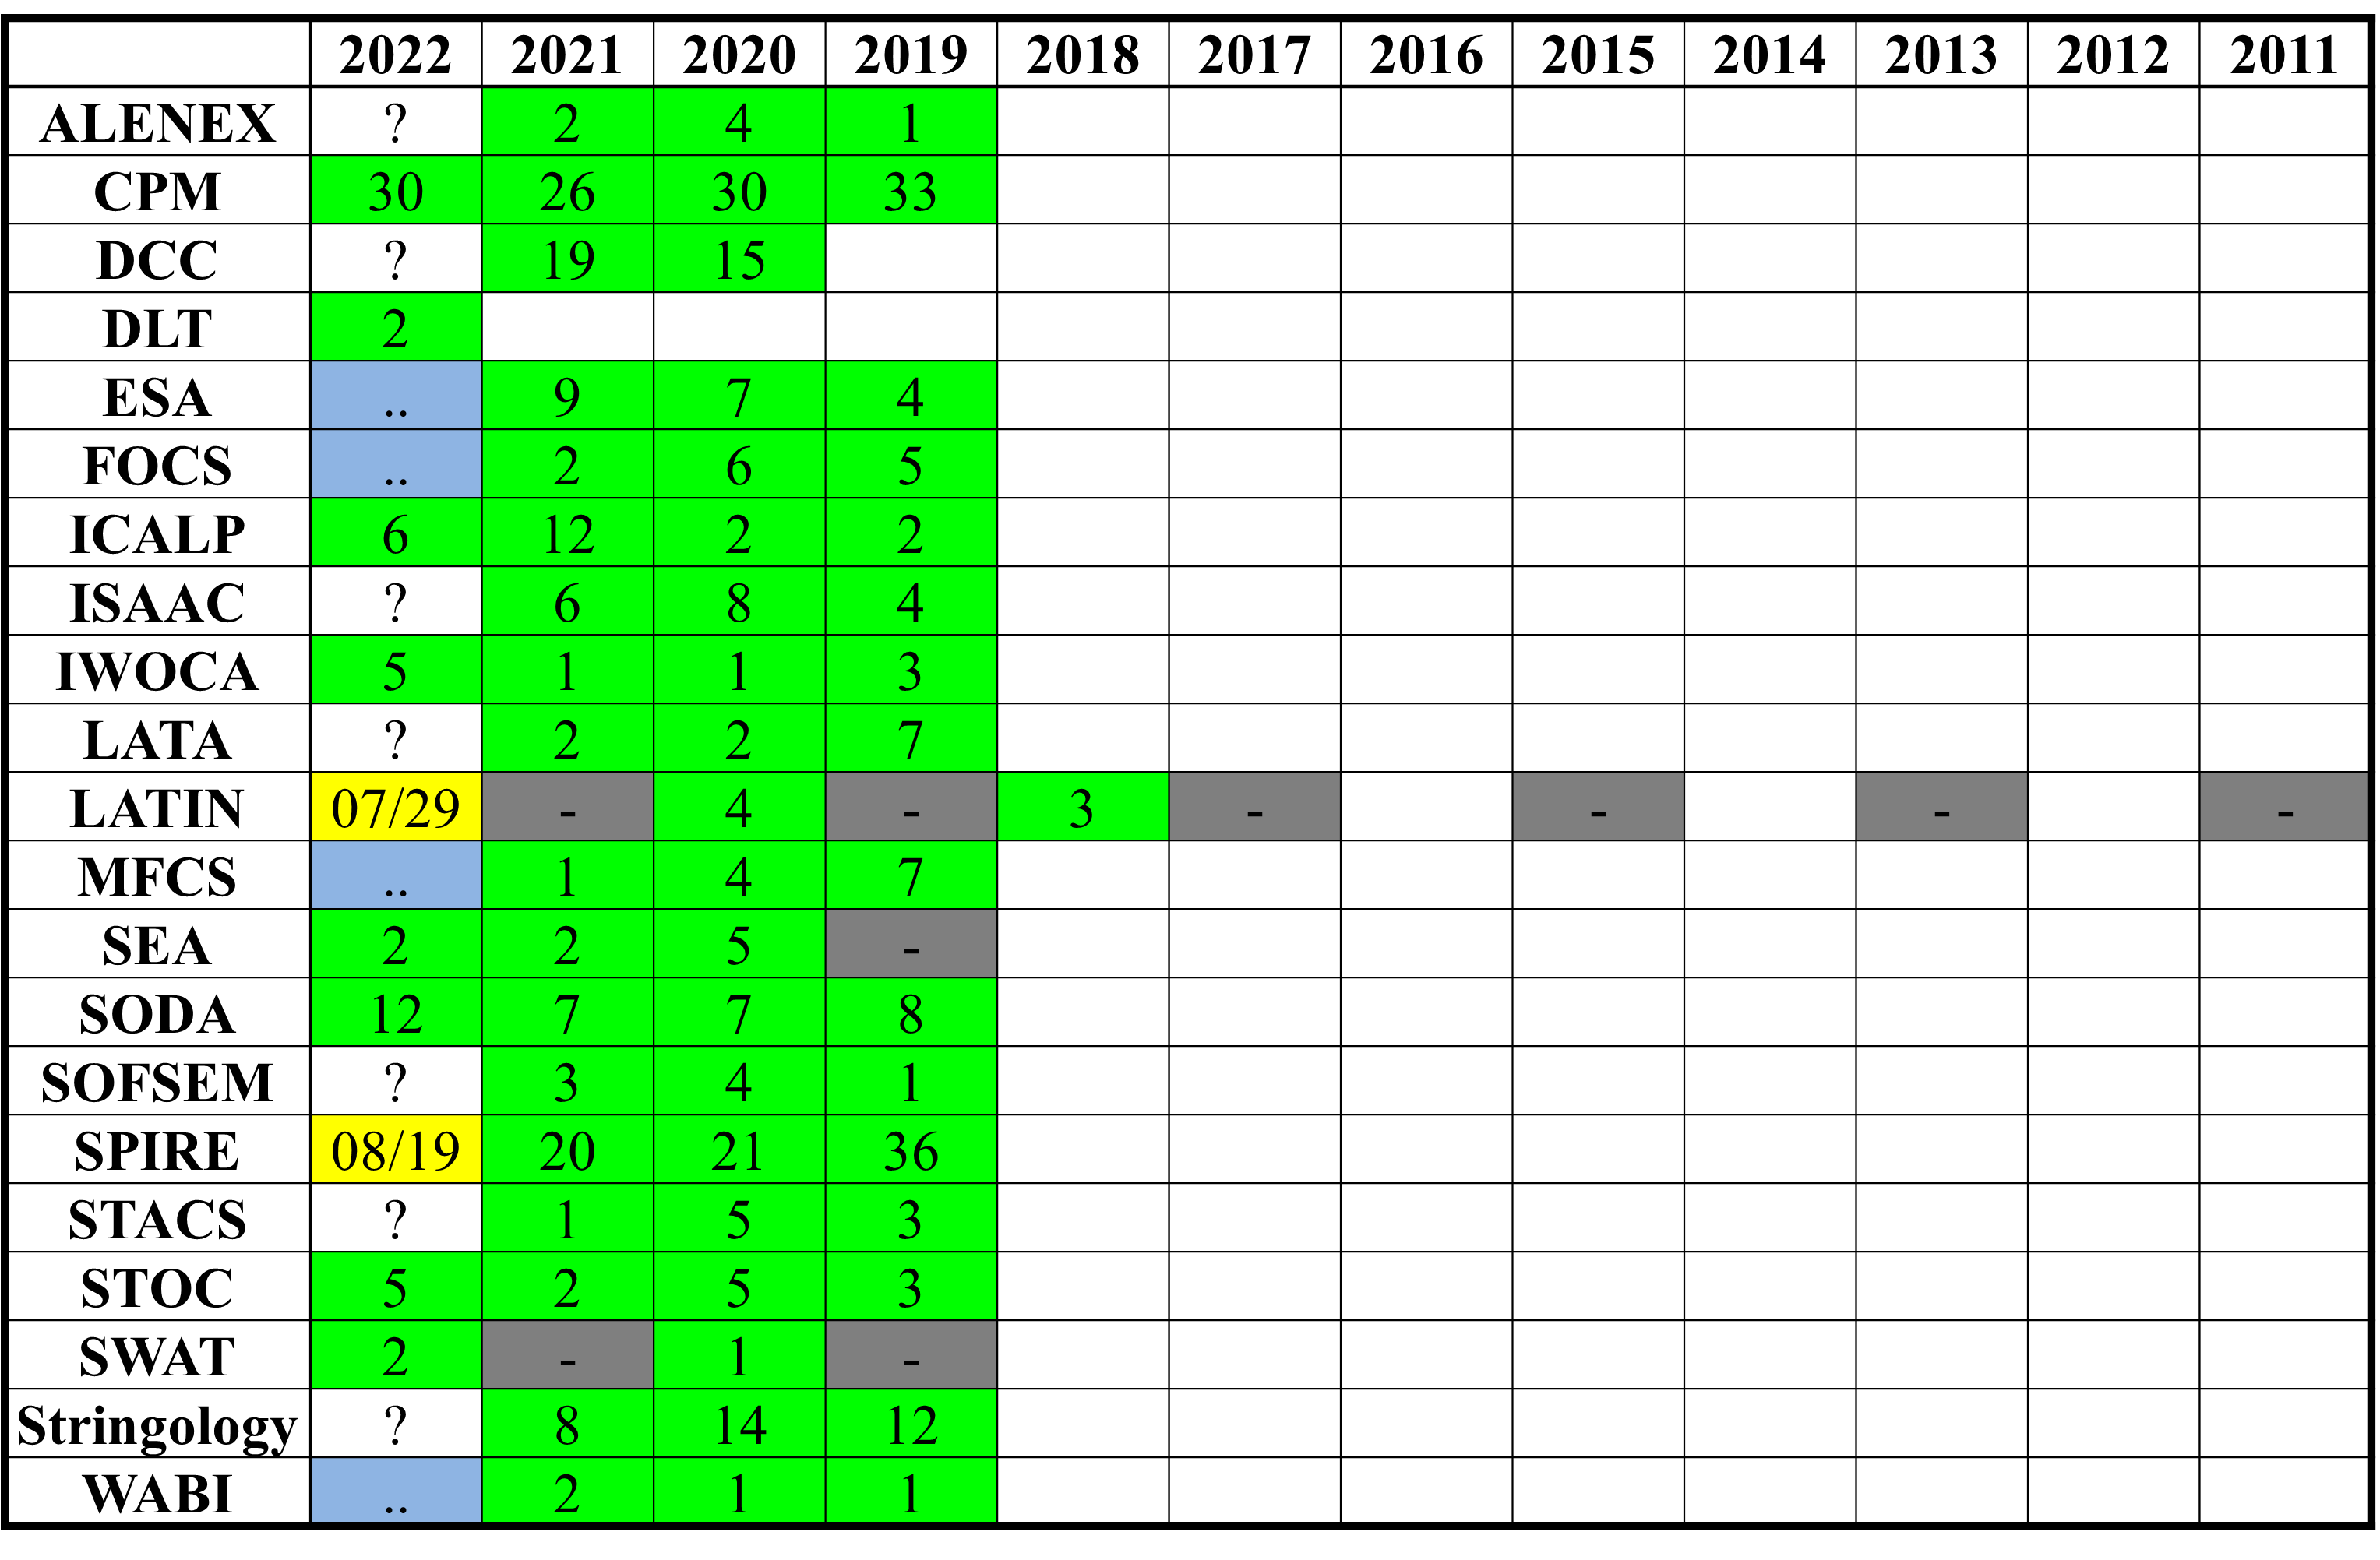 2022 2021 2020 2019 2018 2017 2016 2015 2014 2013 2012 2011
ALENEX ? 2 4 1
CPM 30 26 30 33
DCC ? 19 15
DLT 2
ESA .. 9 7 4
FOCS .. 2 6 5
ICALP 6 12 2 2
ISAAC ? 6 8 4
IWOCA 5 1 1 3
LATA ? 2 2 7
LATIN 07/29 - 4 - 3 - - - -
MFCS .. 1 4 7
SEA 2 2 5 -
SODA 12 7 7 8
SOFSEM ? 3 4 1
SPIRE 08/19 20 21 36
STACS ? 1 5 3
STOC 5 2 5 3
SWAT 2 - 1 -
Stringology ? 8 14 12
WABI .. 2 1 1